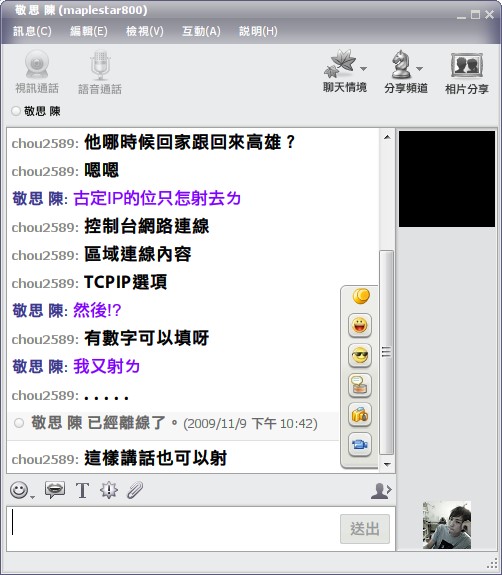 敬 思 陳 (maplestar800)
訊息(C) 編輯(E) 檢視(V) 互動(A) 說明(H)
視訊通話 語音通話 聊天情境 分享頻道 相片分享
敬 思 陳
chou2589: 他哪時候回家跟回來高雄？
chou2589: 嗯嗯
敬 思 陳: 古定IP的位只怎射去ㄌ
chou2589: 控制台網路連線
chou2589: 區域連線內容
chou2589: TCPIP選項
敬 思 陳: 然後!?
chou2589: 有數字可以填呀
敬 思 陳: 我又射ㄌ
chou2589: . . . . .
敬 思 陳 已經離線了。(2009/11/9 下午 10:42)
chou2589: 這樣講話也可以射
送出